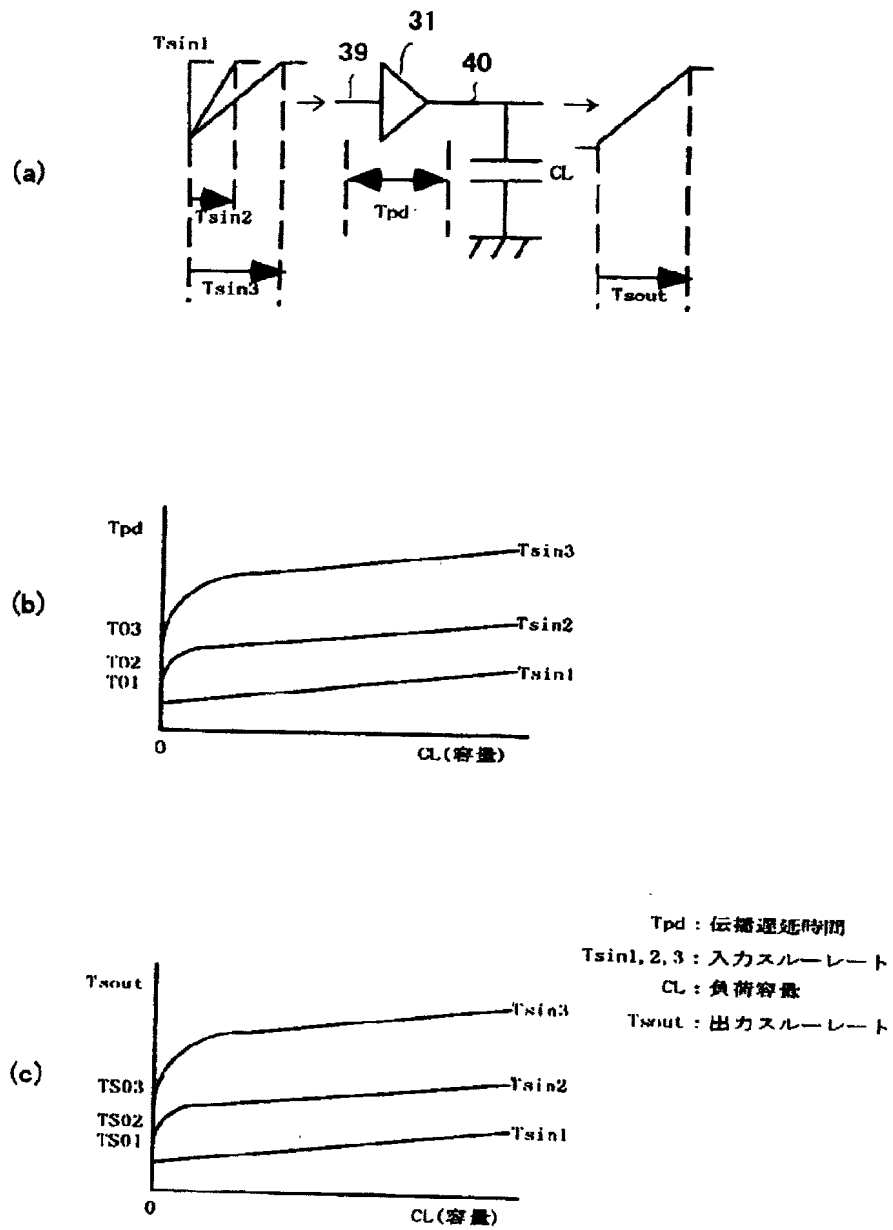 (a)
Tsin1
39
31
40
CL
Tpd
Tsin2
Tsin3
Tsout
(b)
Tpd
T03
T02
T01
0
Tsin3
Tsin2
Tsin1
CL(容量)
Tpd : 伝播遅延時間
Tsin1,2,3 : 入力スルーレート
CL : 負荷容量
Tsout : 出力スルーレート
(c)
Tsout
TS03
TS02
TS01
0
Tsin3
Tsin2
Tsin1
CL(容量)